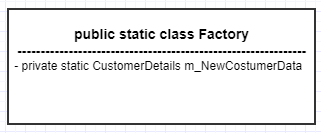 public static class Factory
- private static CustomerDetails m_NewCostumerData